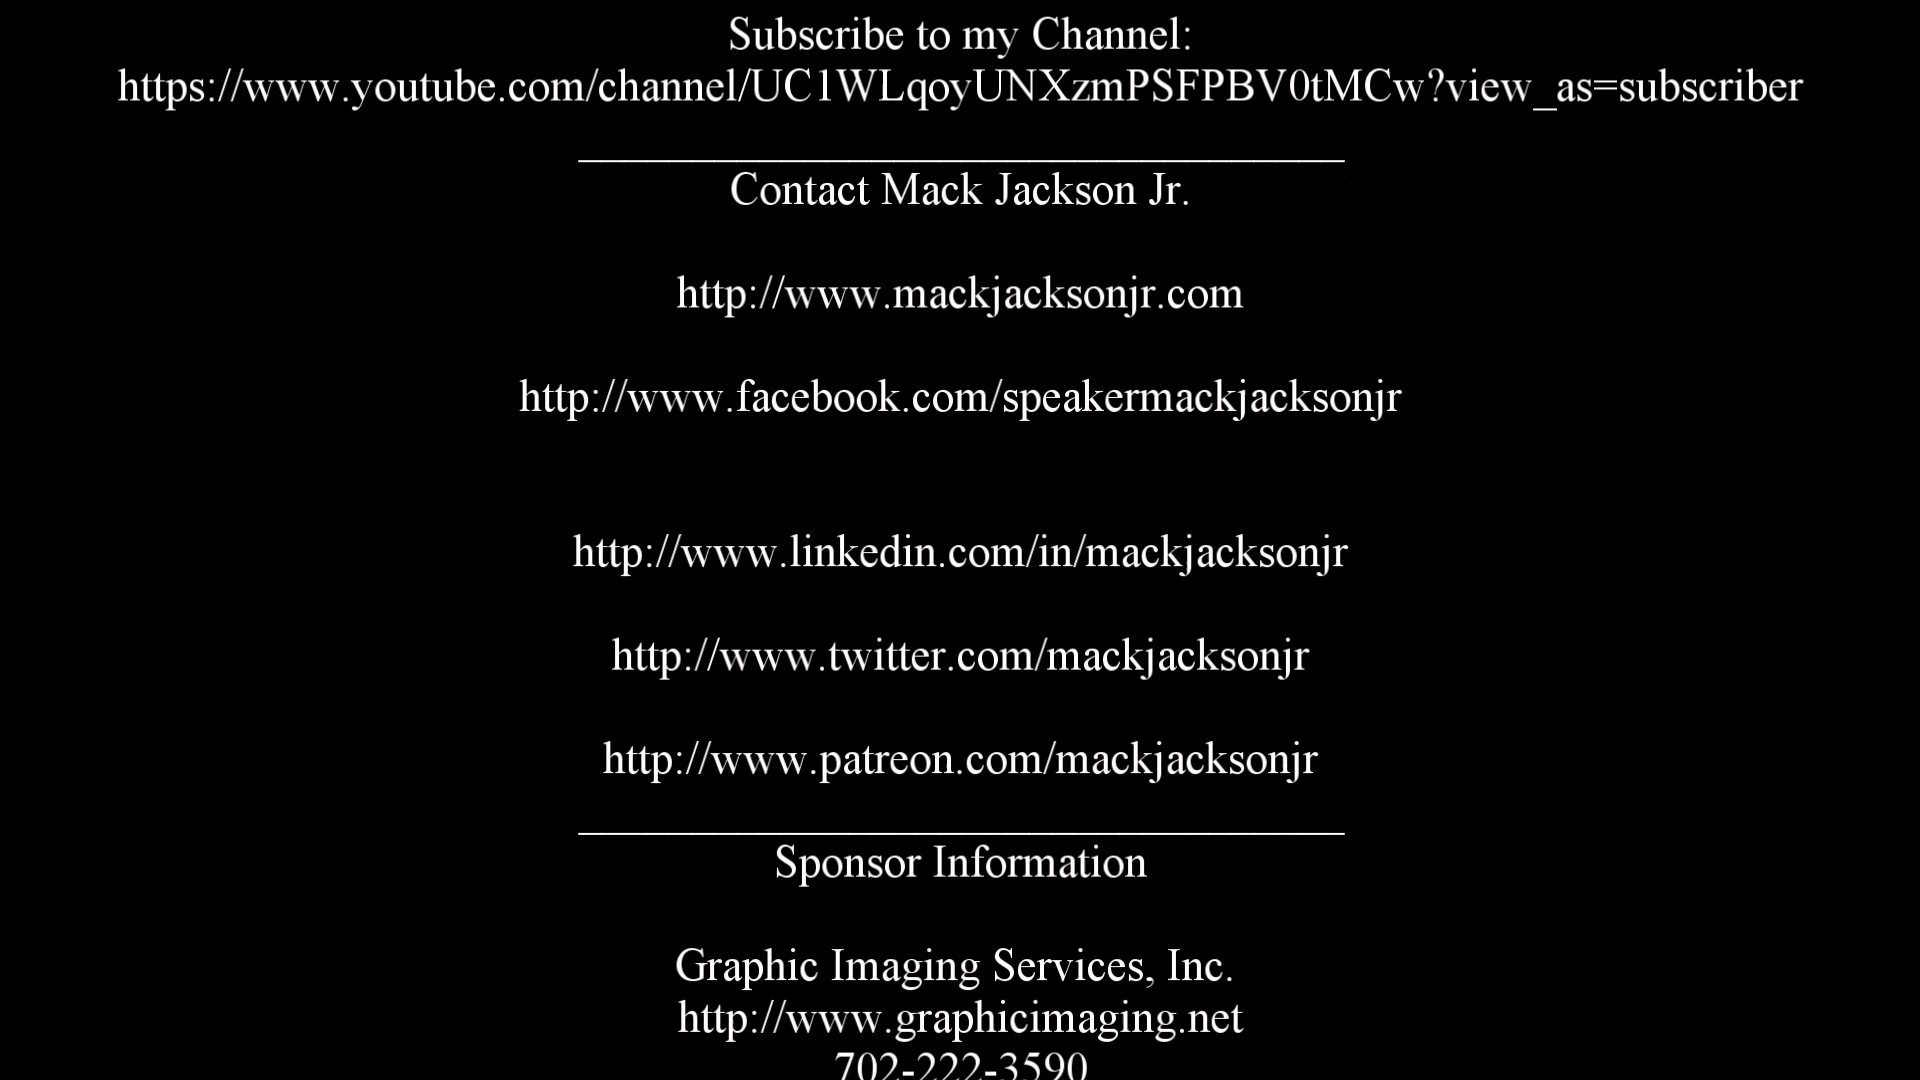 Subscribe to my Channel:
https://www.youtube.com/channel/UC1WLqoyUNXzmPSFPBV0tMCw?view_as=subscriber
__________________________________
Contact Mack Jackson Jr.
http://www.mackjacksonjr.com
http://www.facebook.com/speakermackjacksonjr
http://www.linkedin.com/in/mackjacksonjr
http://www.twitter.com/mackjacksonjr
http://www.patreon.com/mackjacksonjr
__________________________________
Sponsor Information
Graphic Imaging Services, Inc.
http://www.graphicimaging.net
702-222-3590